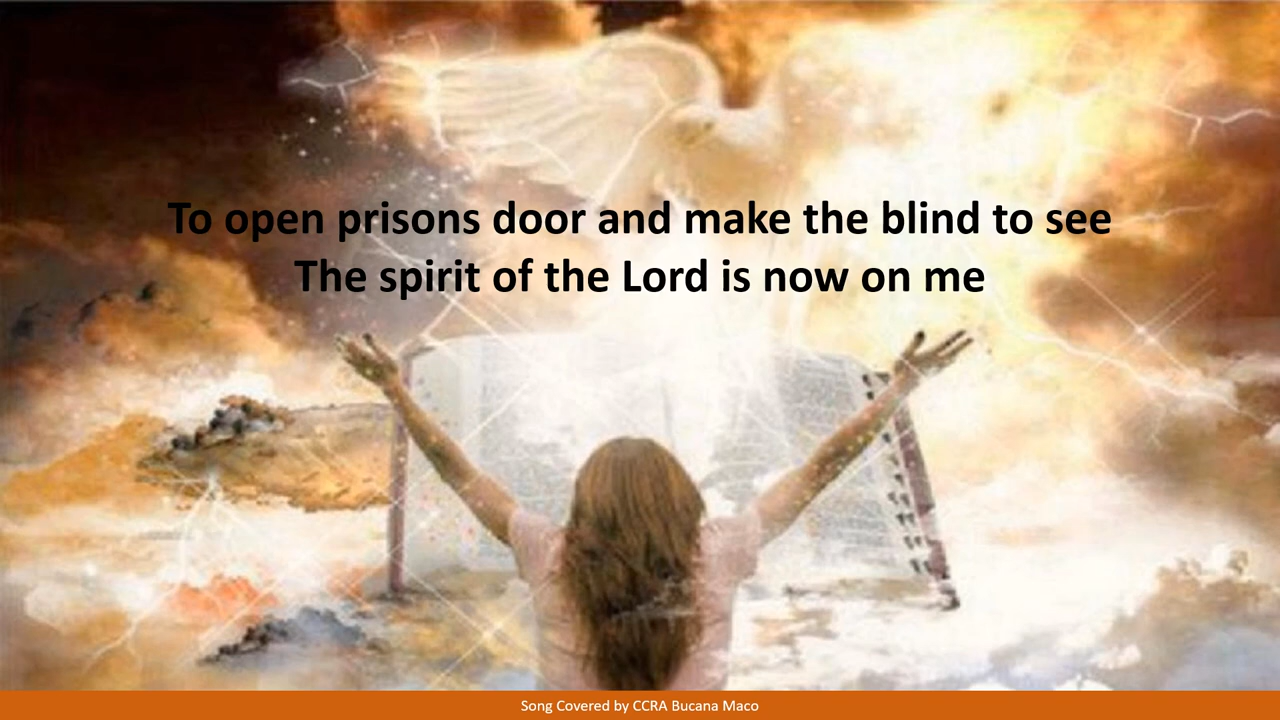 To open prisons door and make the blind to see
The spirit of the Lord is now on me
Song Covered by CCRA Bucana Maco